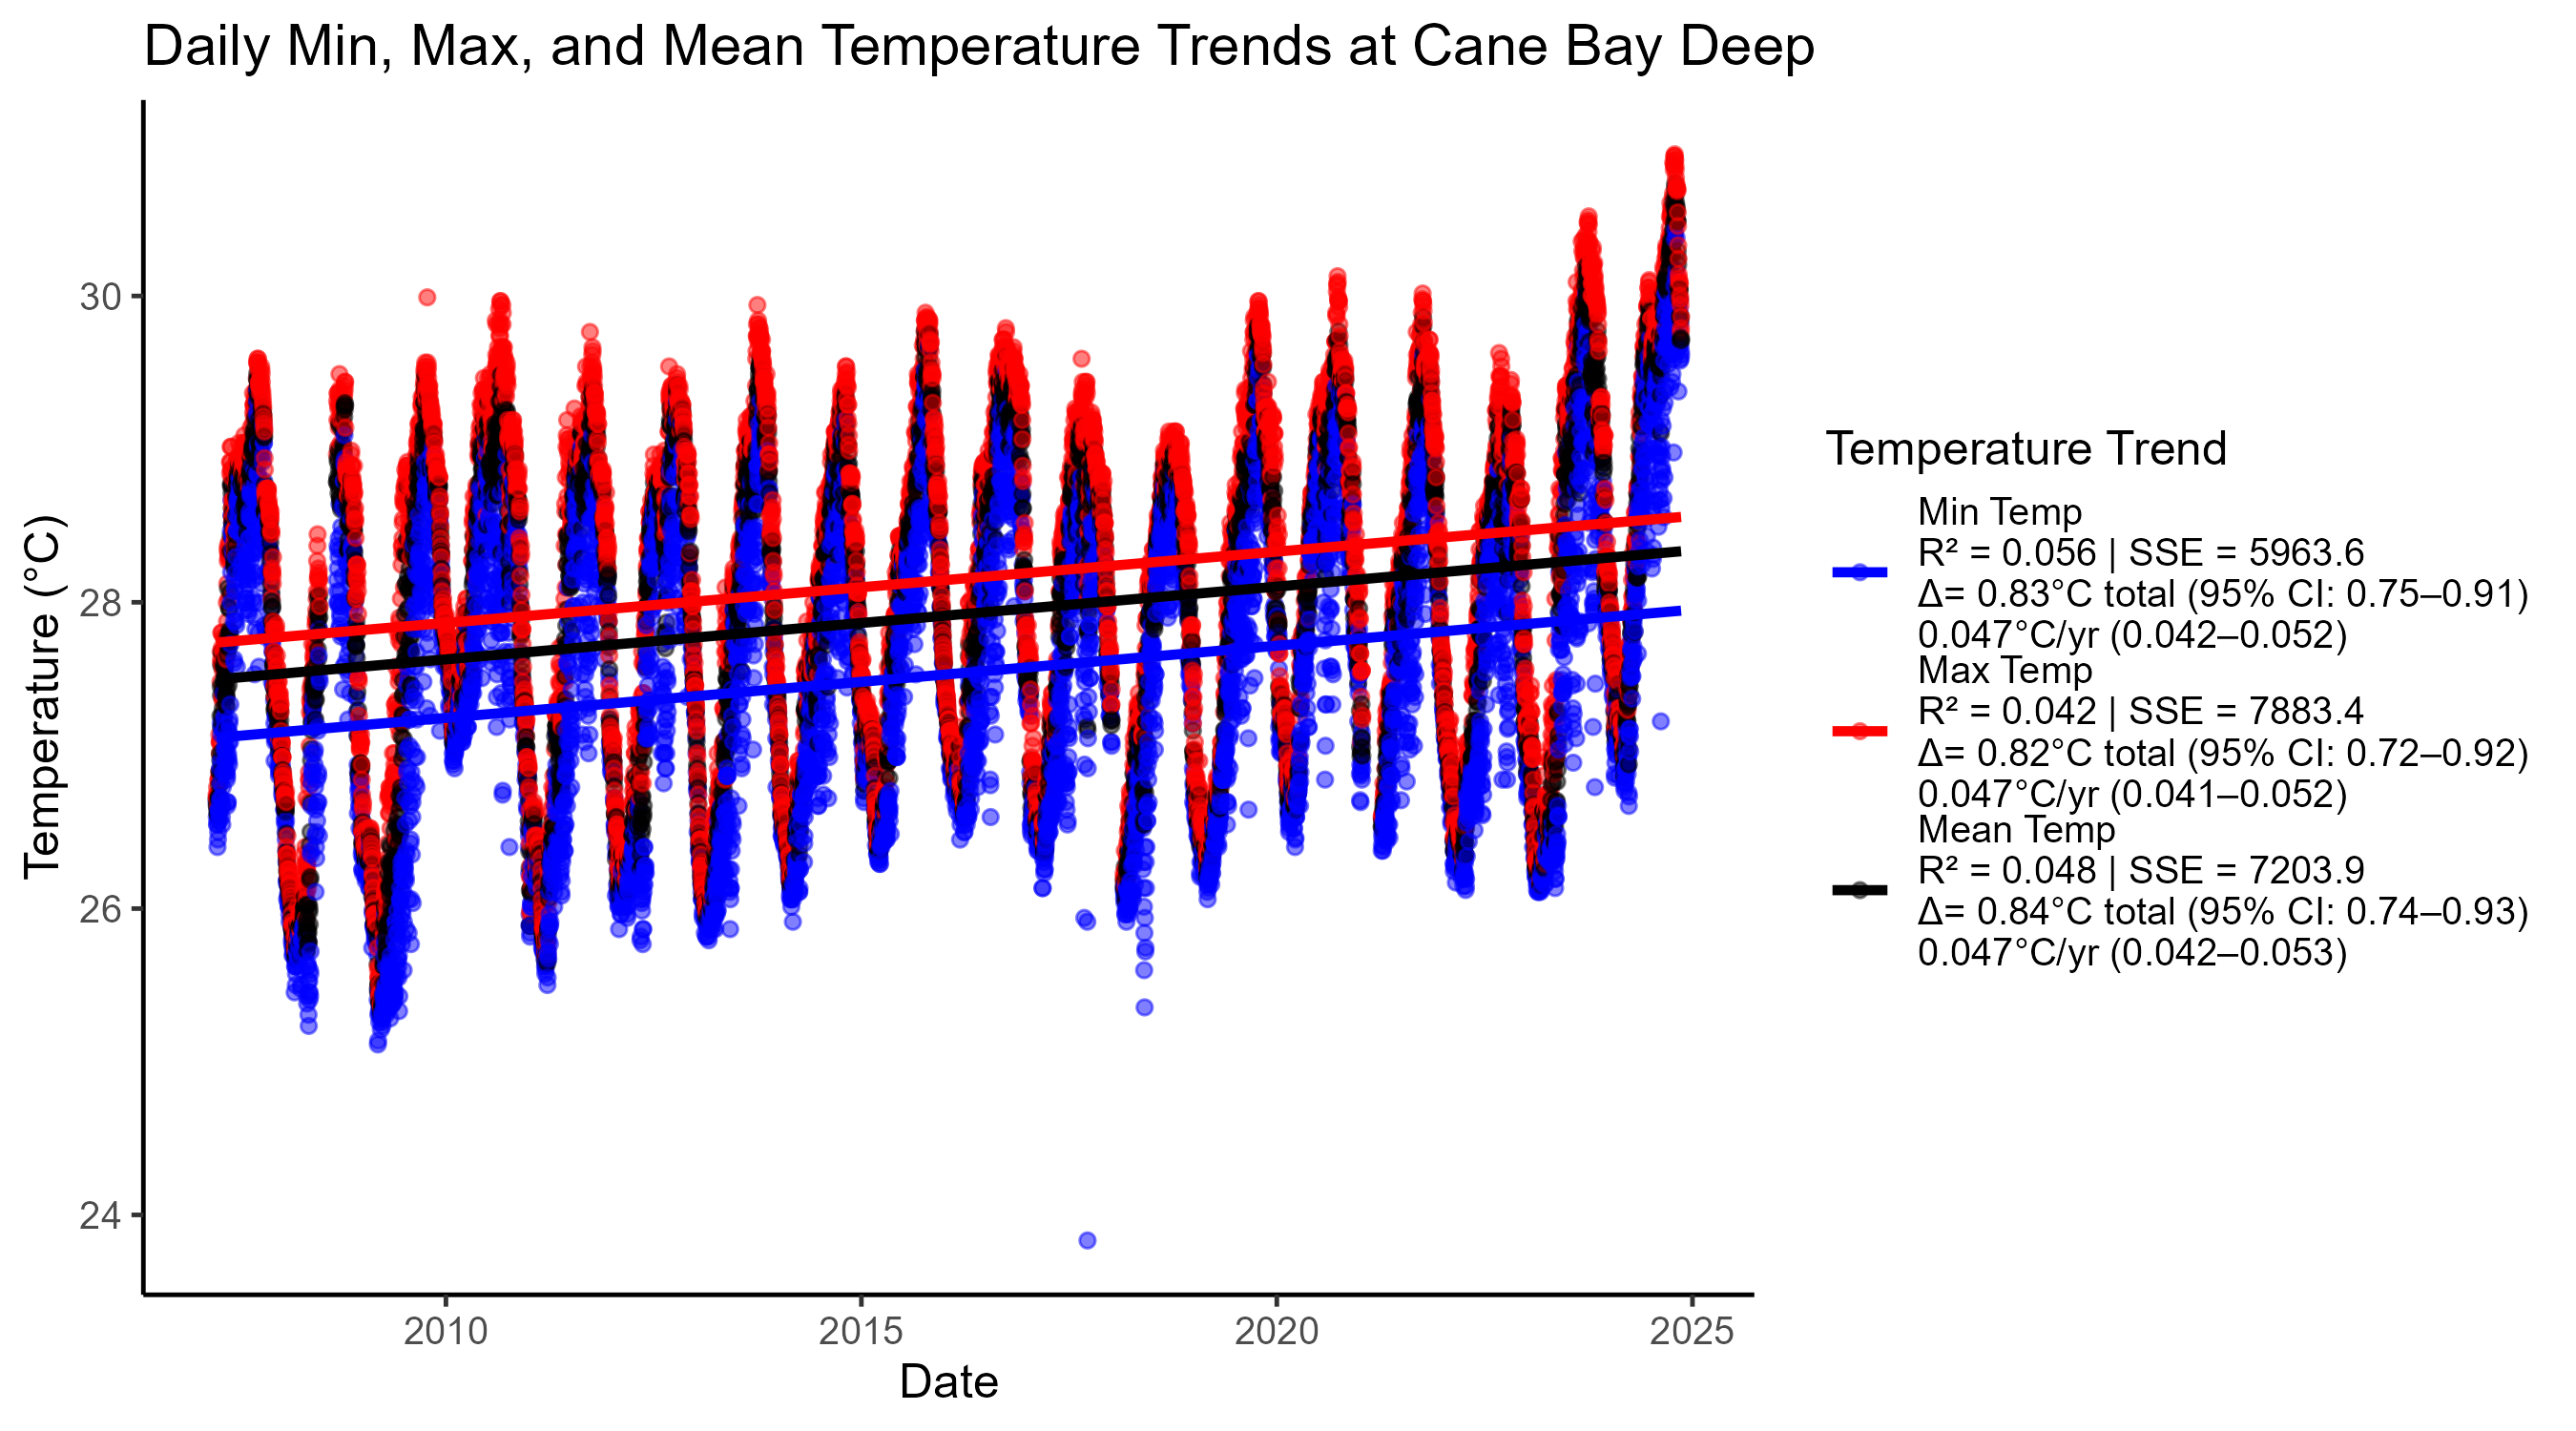 Daily Min, Max, and Mean Temperature Trends at Cane Bay Deep
Temperature (°C)
30
28
26
24
2010
2015
2020
2025
Date
Temperature Trend
Min Temp
R² = 0.056 | SSE = 5963.6
Δ= 0.83°C total (95% CI: 0.75–0.91)
0.047°C/yr (0.042–0.052)
Max Temp
R² = 0.042 | SSE = 7883.4
Δ= 0.82°C total (95% CI: 0.72–0.92)
0.047°C/yr (0.041–0.052)
Mean Temp
R² = 0.048 | SSE = 7203.9
Δ= 0.84°C total (95% CI: 0.74–0.93)
0.047°C/yr (0.042–0.053)